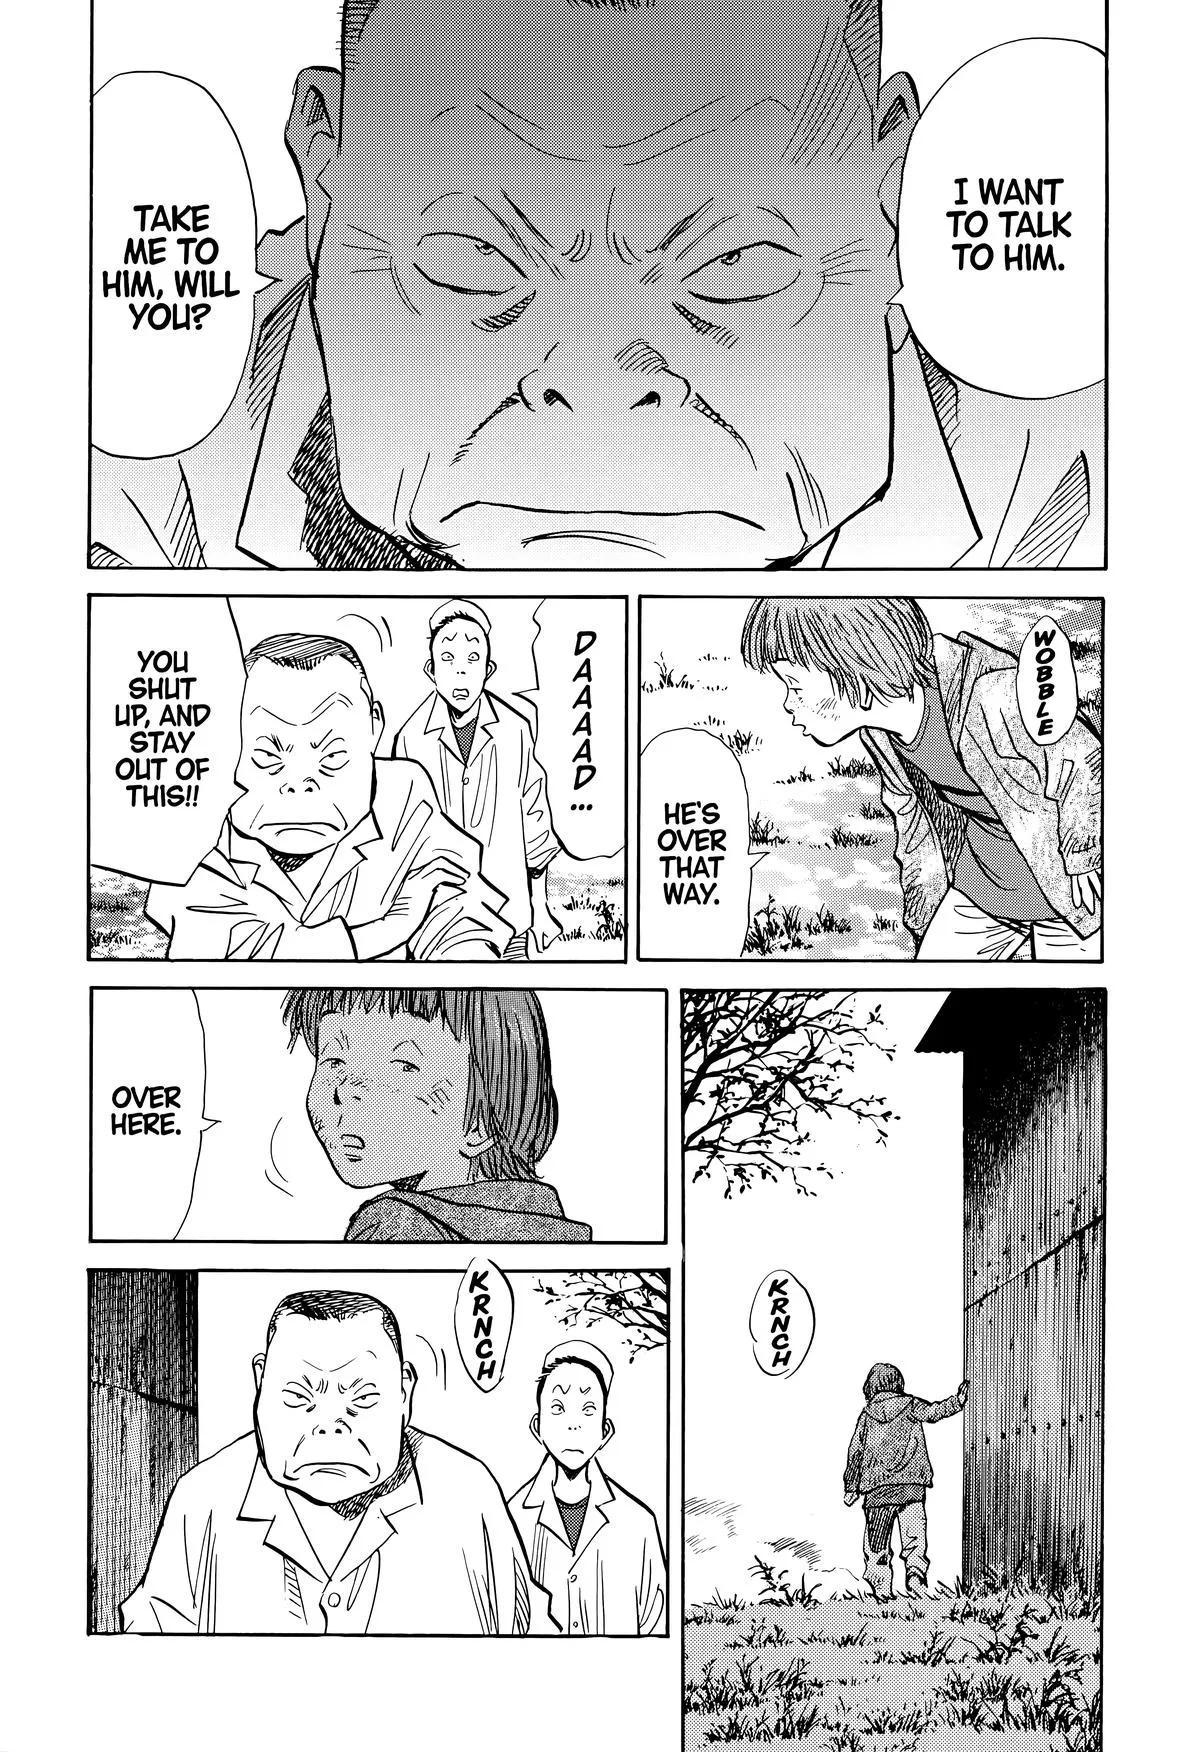 I WANT
TO TALK
TO HIM.
TAKE
ME TO
HIM, WILL
YOU?
WOBBLE
HE'S
OVER
THAT
WAY.
DAAAAD...
YOU
SHUT
UP, AND
STAY
OUT OF
THIS!!
OVER
HERE.
KRNCH
KRNCH